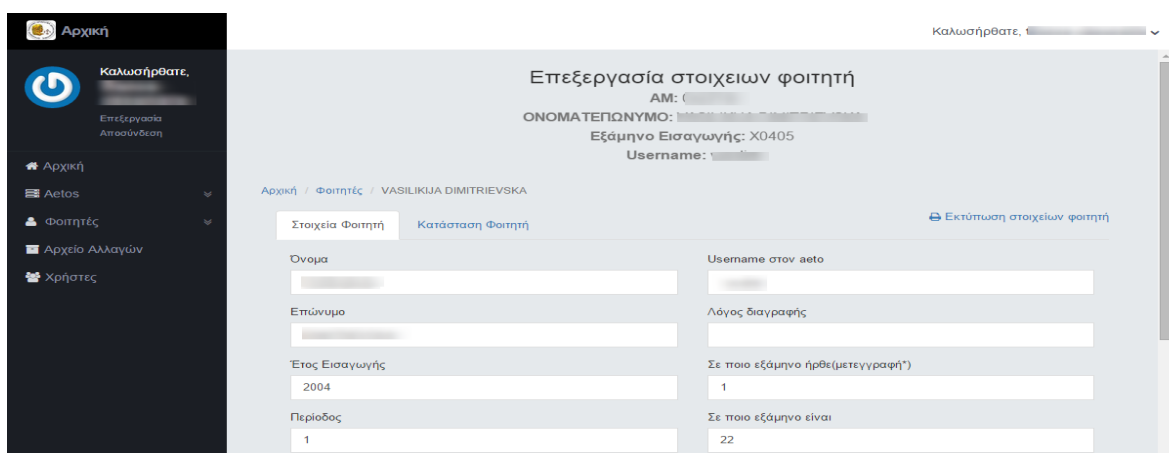 Αρχική
Καλωσήρθατε,
Καλωσήρθατε,
Επεξεργασία
Αποσύνδεση
Αρχική
Aetos
Φοιτητές
Αρχείο Αλλαγών
Χρήστες
Επεξεργασία στοιχειων φοιτητή
ΑΜ:
ΟΝΟΜΑΤΕΠΩΝΥΜΟ:
Εξάμηνο Εισαγωγής: Χ0405
Username:
Αρχική / Φοιτητές / VASILIKIJA DIMITRIEVSKA
Στοιχεία Φοιτητή Κατάσταση Φοιτητή
Εκτύπωση στοιχείων φοιτητή
Όνομα
Username στον aeto
Επώνυμο
Λόγος διαγραφής
Έτος Εισαγωγής
Σε ποιο εξάμηνο ήρθε(μετεγγραφή*)
2004
1
Περίοδος
Σε ποιο εξάμηνο είναι
1
22